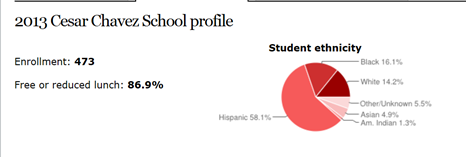 2013 Cesar Chavez School profile
Enrollment: 473
Free or reduced lunch: 86.9%
Student ethnicity
Black 16.1%
White 14.2%
Other/Unknown 5.5%
Asian 4.9%
Am. Indian 1.3%
Hispanic 58.1%